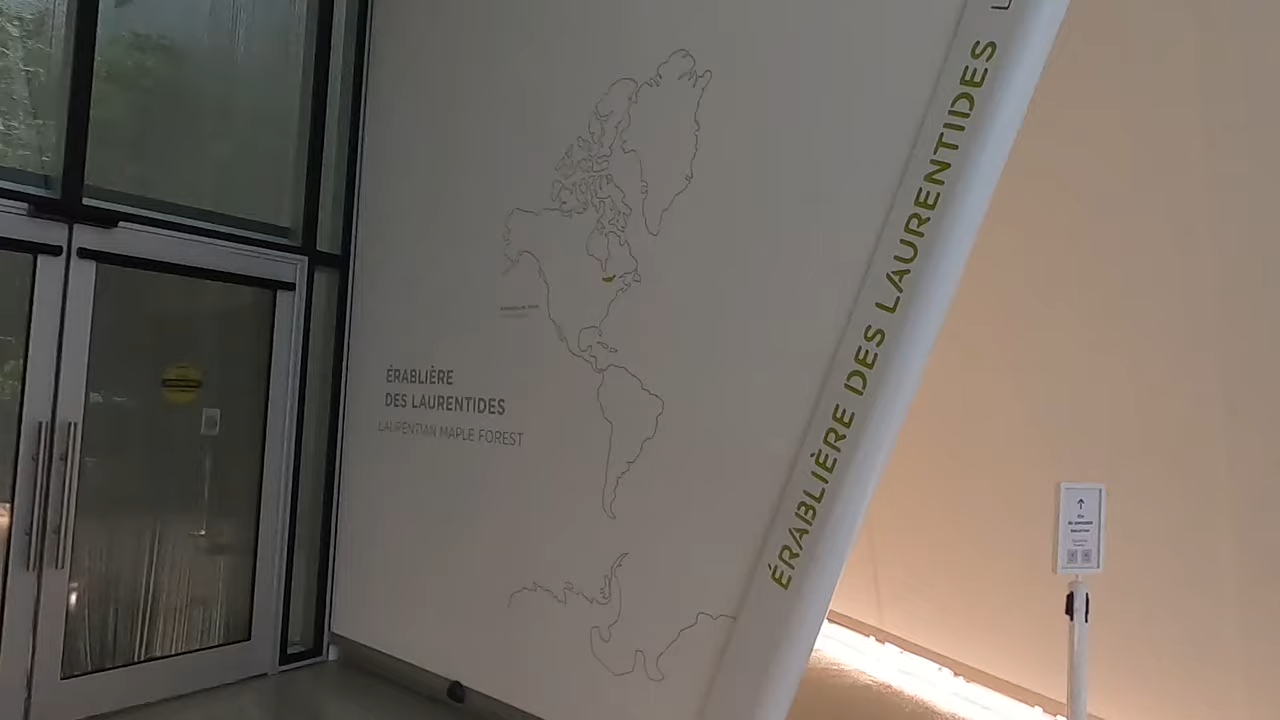 ÉRABLIÈRE
DES LAURENTIDES
LAURENTIAN MAPLE FOREST
ÉRABLIÈRE DES LAURENTIDES L